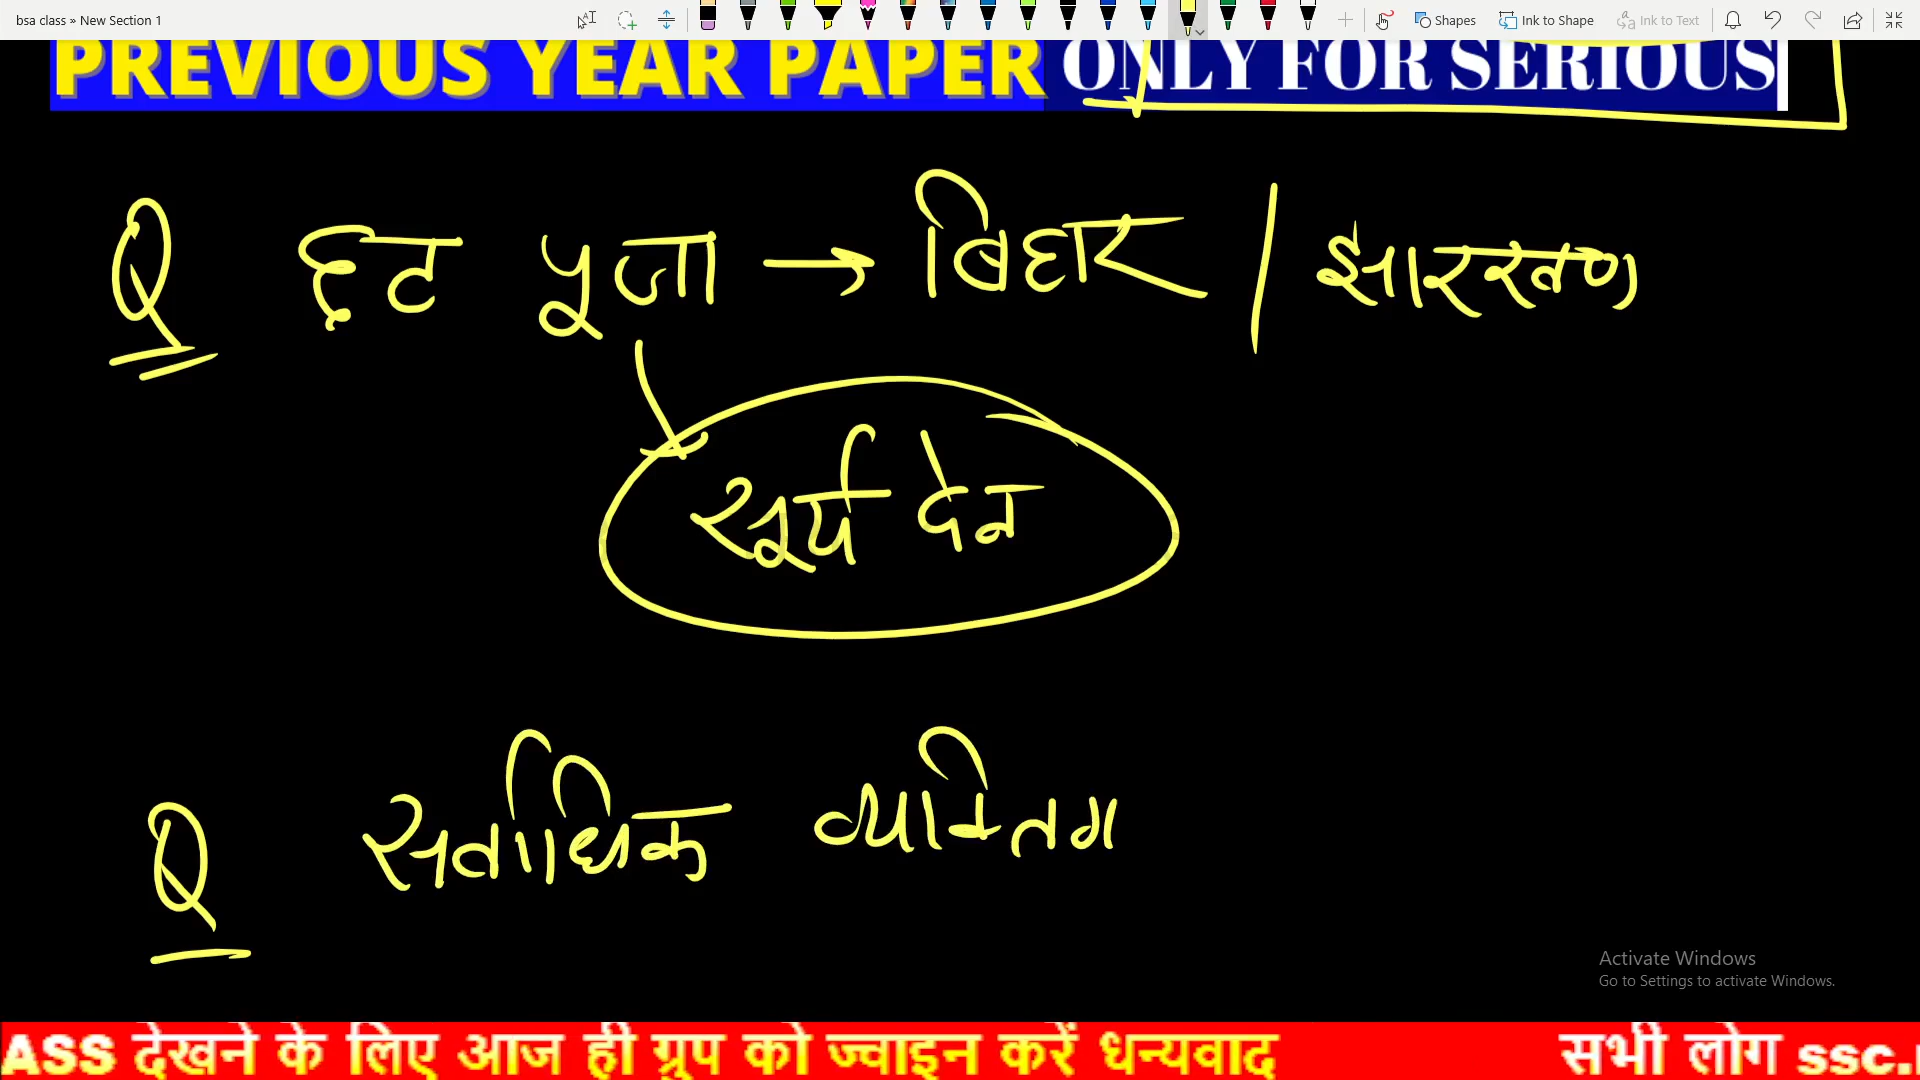 bsa class » New Section 1
Shapes Ink to Shape Ink to Text
PREVIOUS YEAR PAPER ONLY FOR SERIOUS
Q छट पूजा → बिहार / झारखण्ड
सूर्य देव
Q सर्वाधिक व्यक्तिग
Activate Windows
Go to Settings to activate Windows.
ASS देखने के लिए आज ही ग्रुप को ज्वाइन करें धन्यवाद सभी लोग ssc.